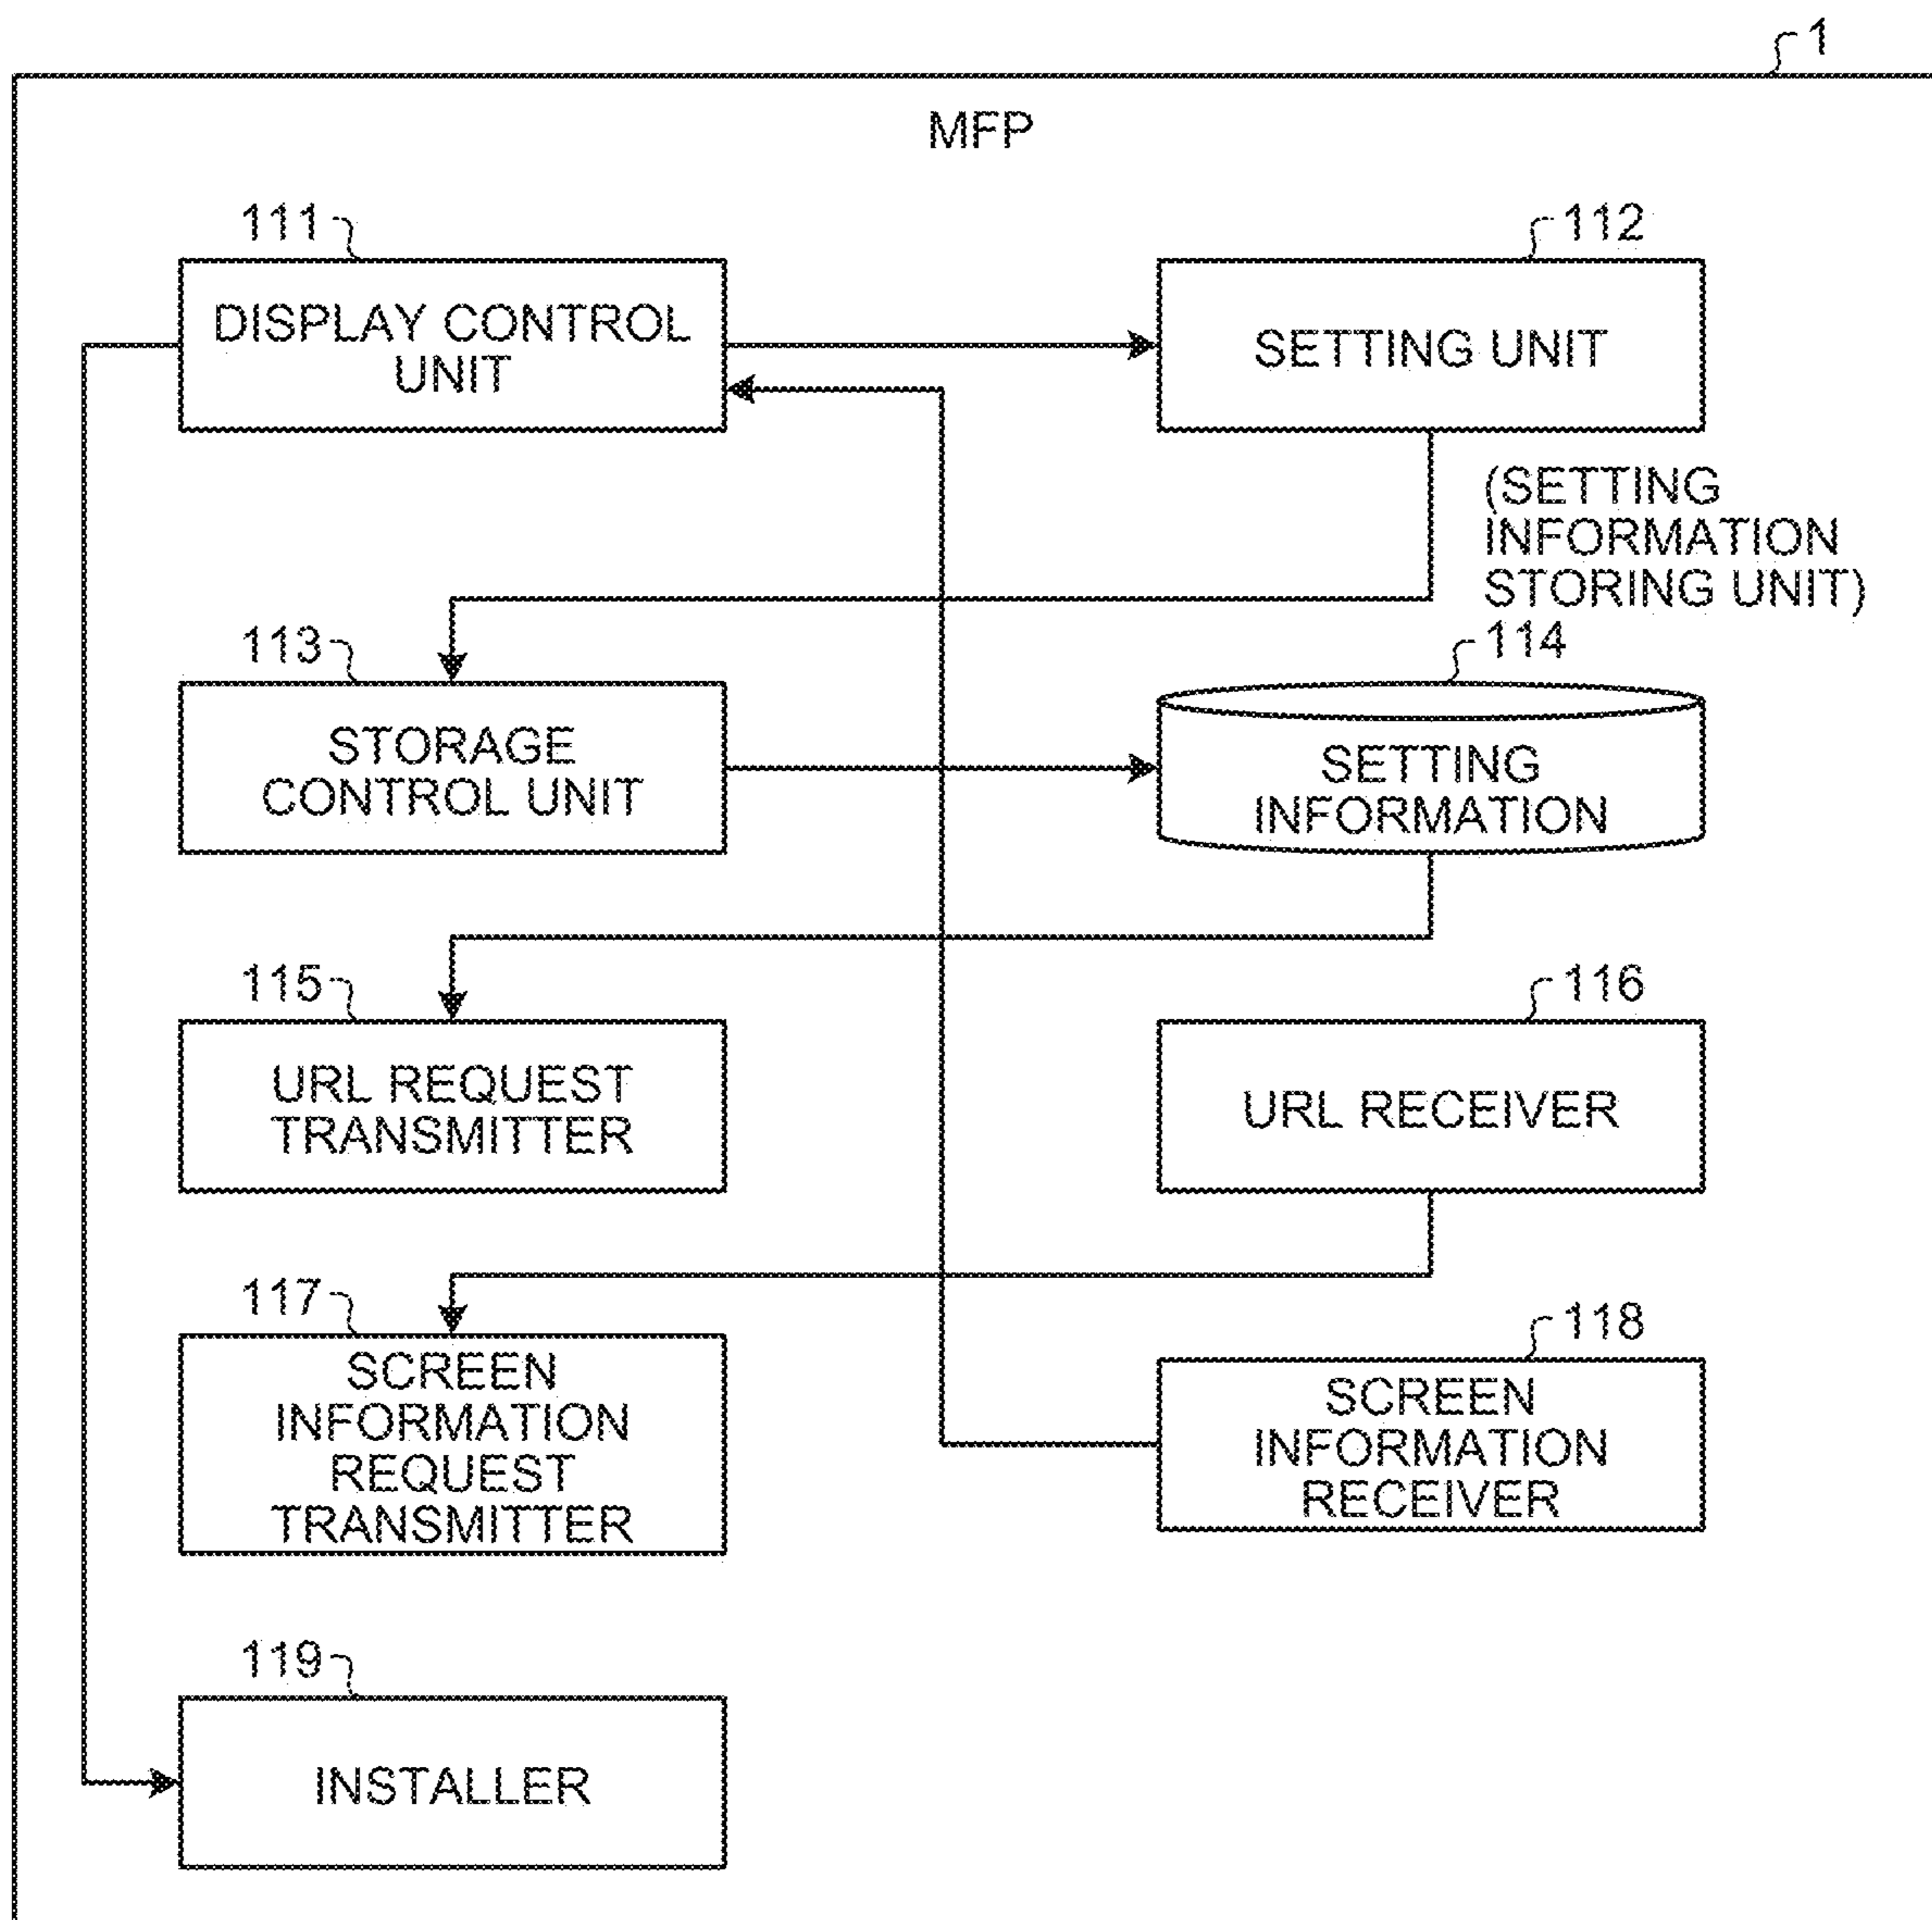 1
MFP
111
DISPLAY CONTROL
UNIT
112
SETTING UNIT
(SETTING
INFORMATION
STORING UNIT)
113
STORAGE
CONTROL UNIT
114
SETTING
INFORMATION
115
URL REQUEST
TRANSMITTER
116
URL RECEIVER
117
SCREEN
INFORMATION
REQUEST
TRANSMITTER
118
SCREEN
INFORMATION
RECEIVER
119
INSTALLER